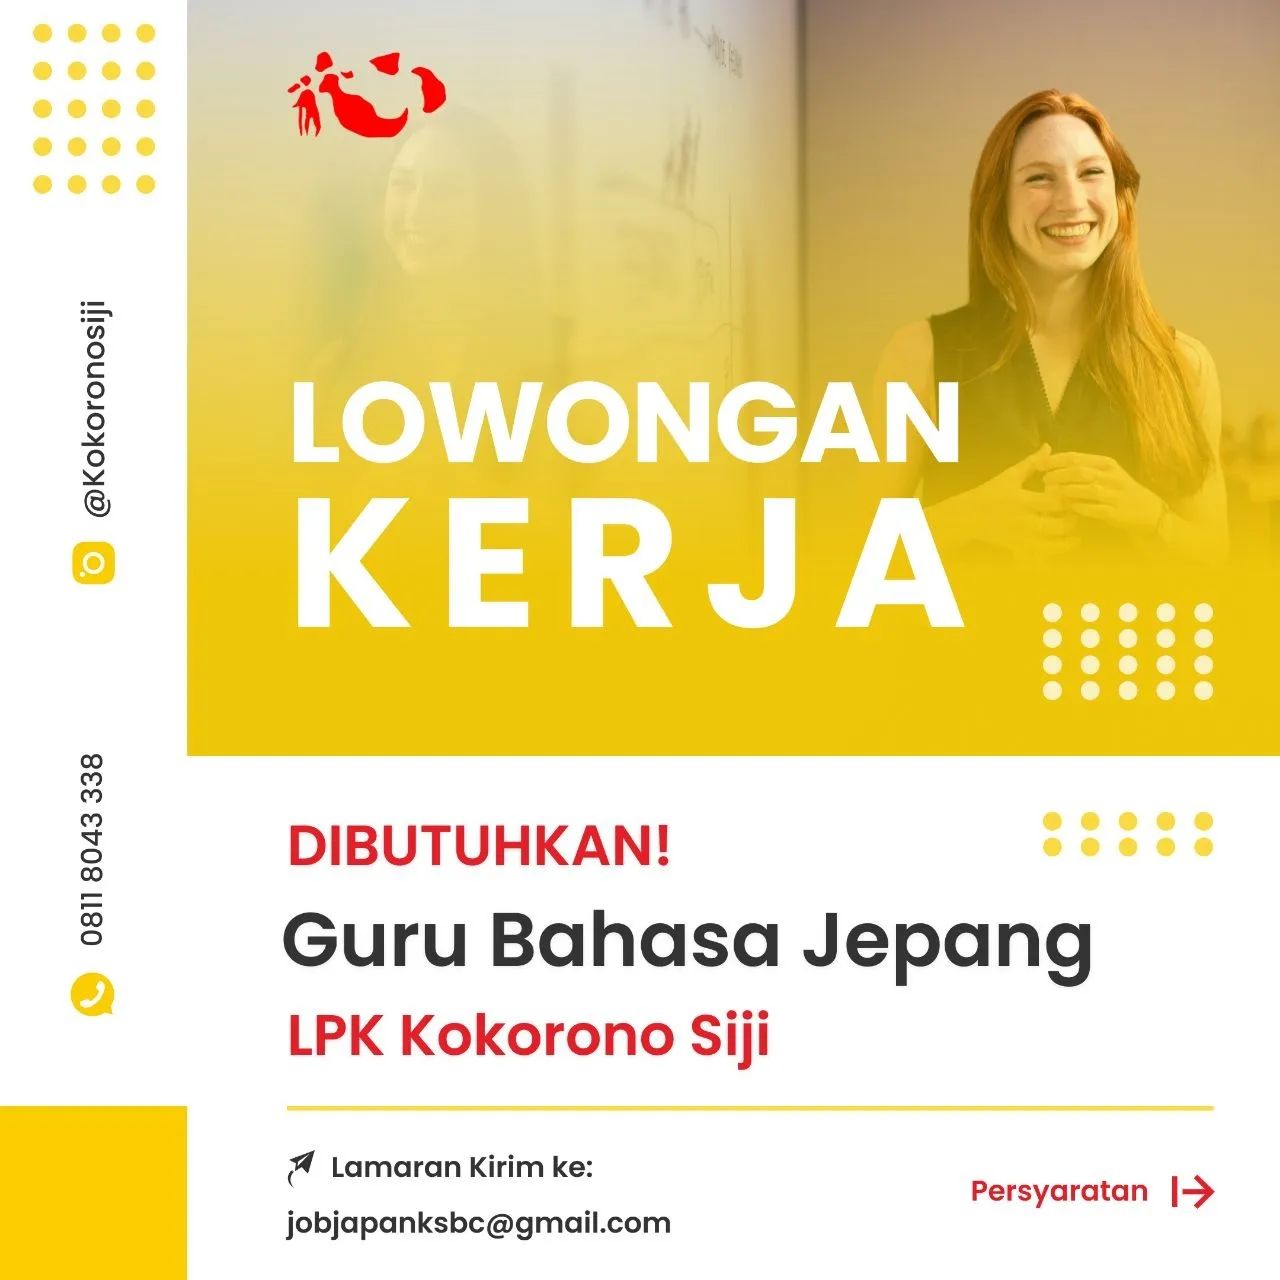 @Kokoronosiji
0811 8043 338
LOWONGAN
KERJA
DIBUTUHKAN!
Guru Bahasa Jepang
LPK Kokorono Siji
Lamaran Kirim ke:
jobjapanksbc@gmail.com
Persyaratan